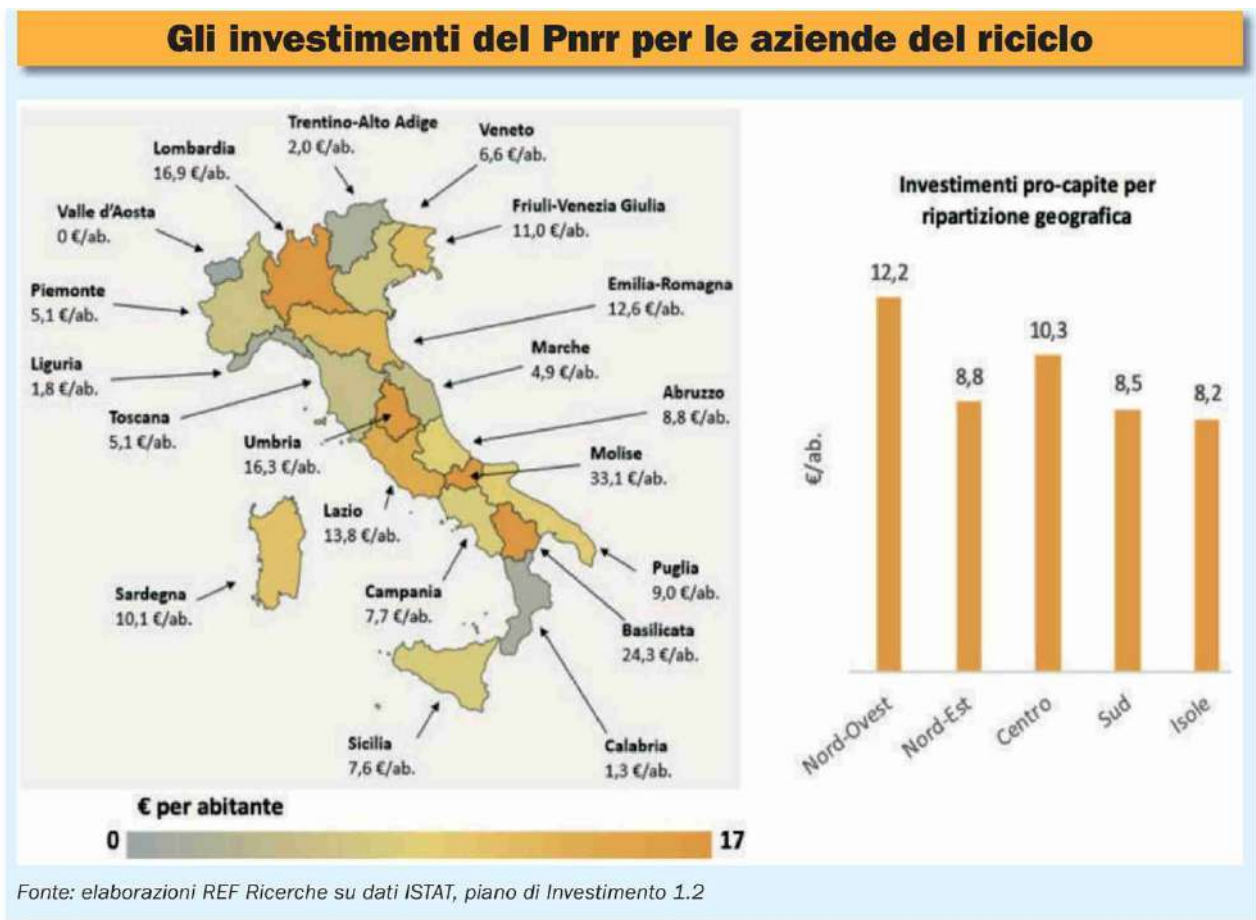 Gli investimenti del Pnrr per le aziende del riciclo
Trentino-Alto Adige
2,0 €/ab.
Veneto
6,6 €/ab.
Lombardia
16,9 €/ab.
Valle d'Aosta
0 €/ab.
Friuli-Venezia Giulia
11,0 €/ab.
Piemonte
5,1 €/ab.
Emilia-Romagna
12,6 €/ab.
Liguria
1,8 €/ab.
Marche
4,9 €/ab.
Toscana
5,1 €/ab.
Abruzzo
8,8 €/ab.
Umbria
16,3 €/ab.
Molise
33,1 €/ab.
Lazio
13,8 €/ab.
Sardegna
10,1 €/ab.
Campania
7,7 €/ab.
Puglia
9,0 €/ab.
Basilicata
24,3 €/ab.
Sicilia
7,6 €/ab.
Calabria
1,3 €/ab.
€ per abitante
0
17
Investimenti pro-capite per
ripartizione geografica
€/ab.
12,2
8,8
10,3
8,5
8,2
Nord-Ovest
Nord-Est
Centro
Sud
Isole
Fonte: elaborazioni REF Ricerche su dati ISTAT, piano di Investimento 1.2